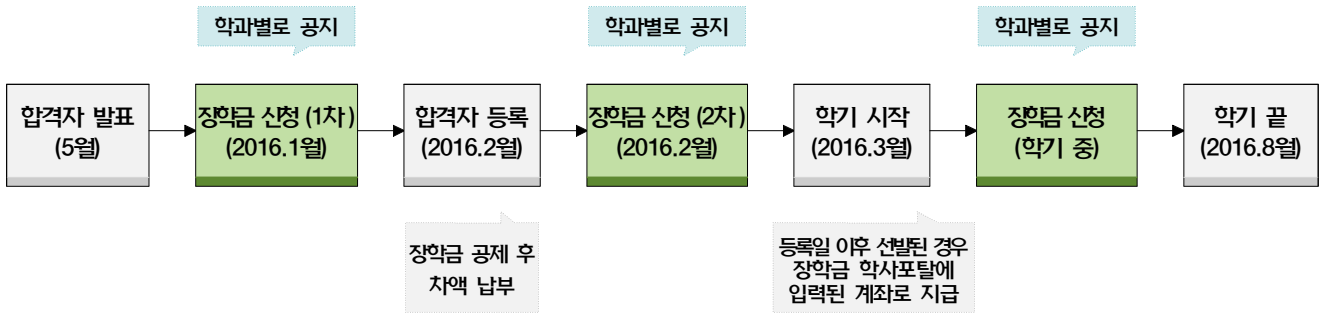 학과별로 공지
학과별로 공지
학과별로 공지
합격자 발표
(5월)
장학금 신청 (1차)
(2016.1월)
합격자 등록
(2016.2월)
장학금 신청 (2차)
(2016.2월)
학기 시작
(2016.3월)
장학금 신청
(학기 중)
학기 끝
(2016.8월)
장학금 공제 후
차액 납부
등록일 이후 선발된 경우
장학금 학사포탈에
입력된 계좌로 지급